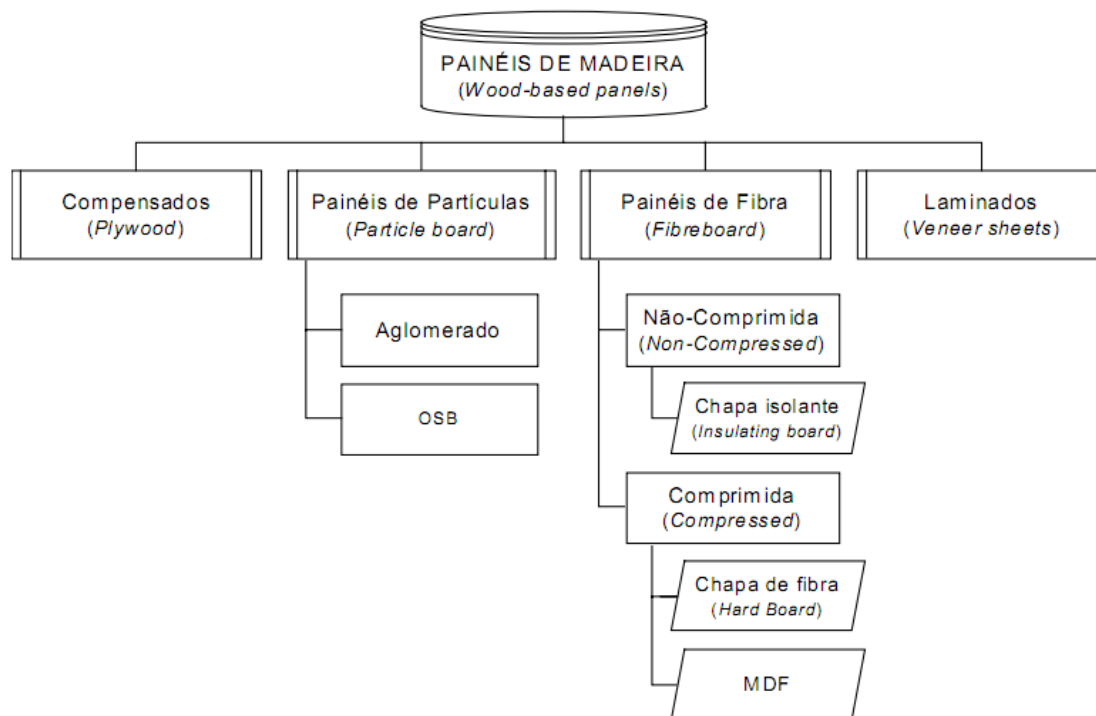 PAINÉIS DE MADEIRA
(Wood-based panels)
Compensados
(Plywood)
Painéis de Partículas
(Particle board)
Painéis de Fibra
(Fibreboard)
Laminados
(Veneer sheets)
Aglomerado
OSB
Não-Comprimida
(Non-Compressed)
Chapa isolante
(Insulating board)
Comprimida
(Compressed)
Chapa de fibra
(Hard Board)
MDF